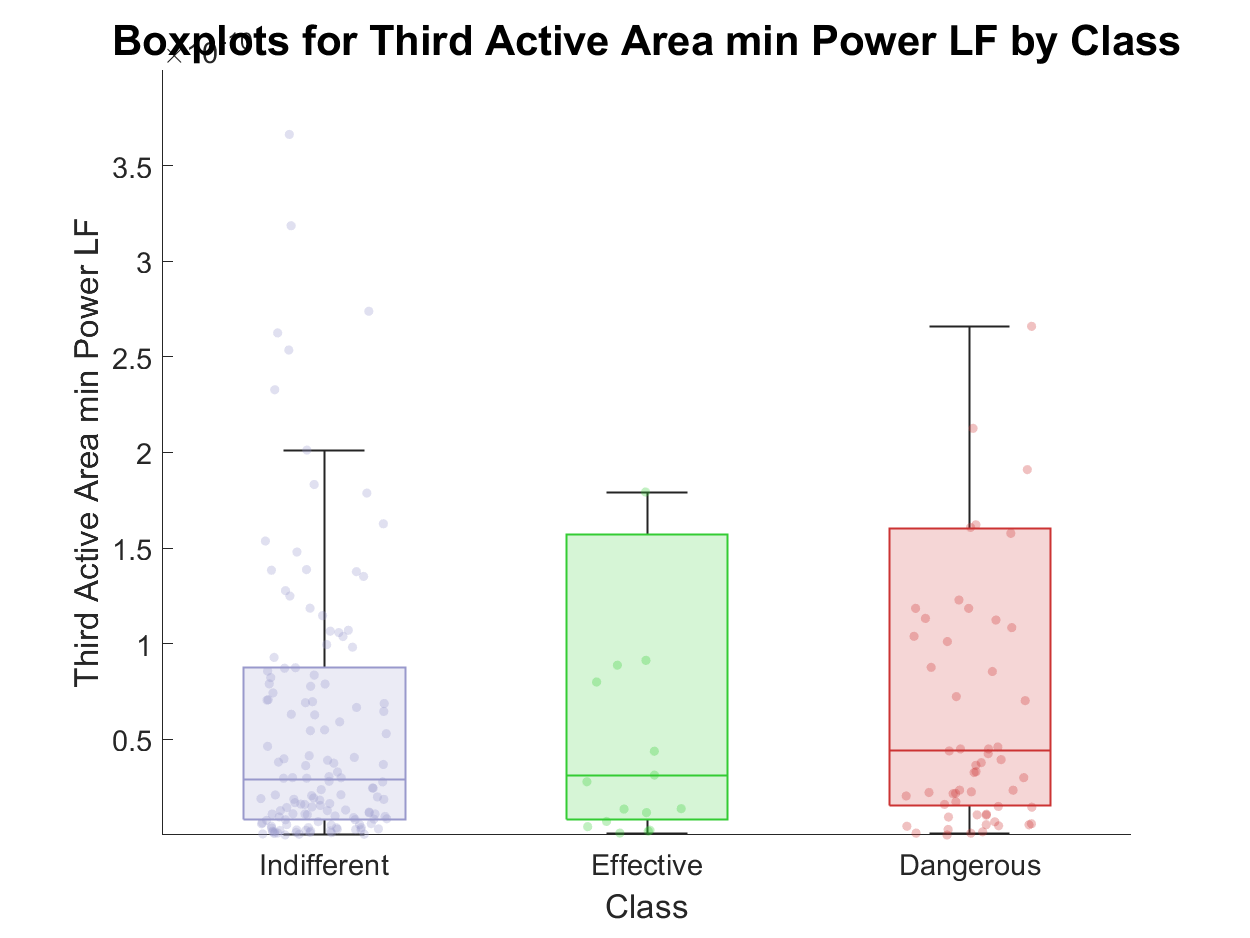 Boxplots for Third Active Area min Power LF by Class
3.5
3
2.5
2
1.5
1
0.5
Third Active Area min Power LF
Indifferent
Effective
Dangerous
Class